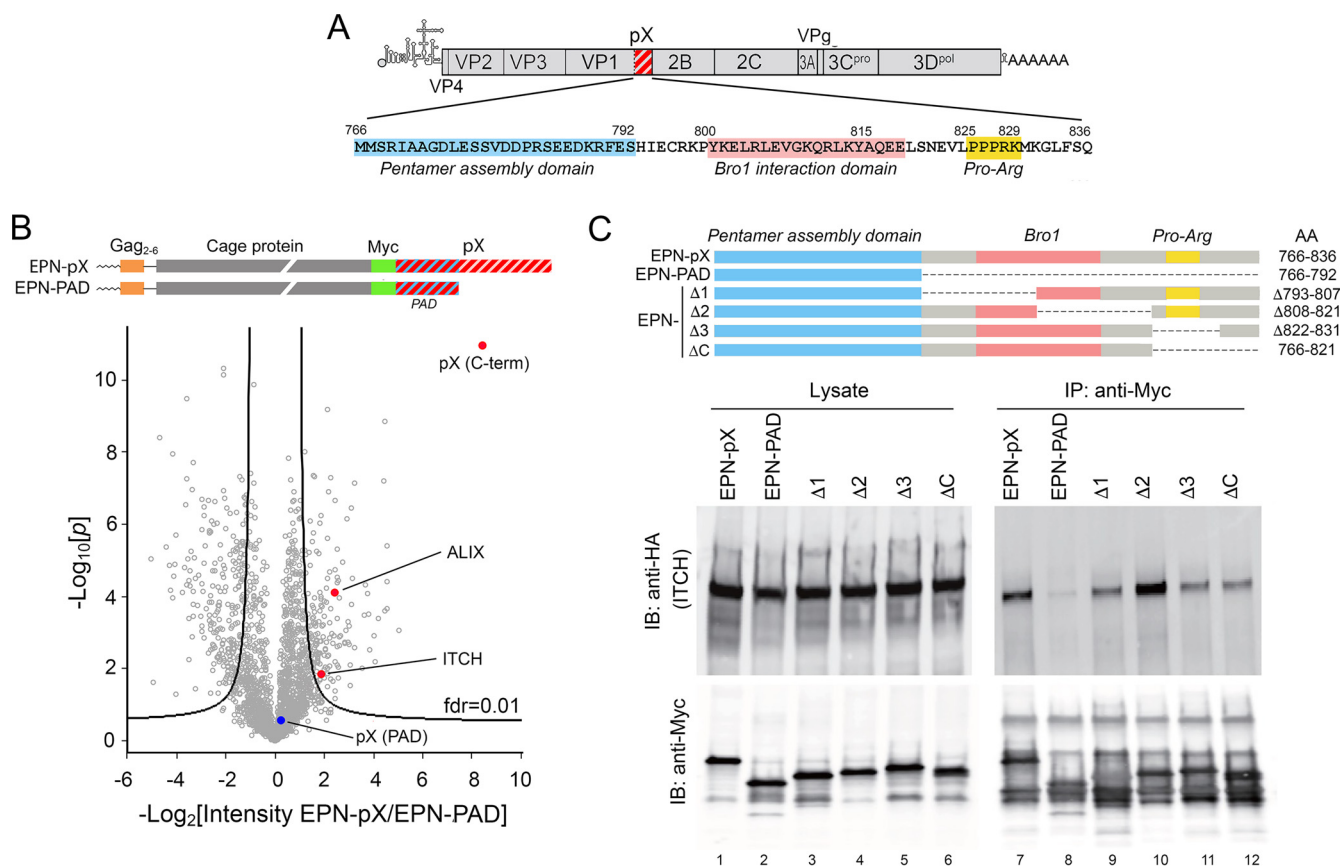 A
pX
VPg
VP4
VP2
VP3
VP1
2B
2C
3A
3Cpro
3Dpol
AAAAAA
766
792
800
815
825
829
836
MMSRIAAGDLESSVDDPRSEEDKRFESHIECRKPYKELRLEVGKQRLKYAQEELSNEVLPPPRKMKGLFSQ
Pentamer assembly domain
Bro1 interaction domain
Pro-Arg
B
Gag2-6
Cage protein
Myc
pX
EPN-pX
EPN-PAD
PAD
pX (C-term)
ALIX
ITCH
fdr=0.01
pX (PAD)
-Log10[p]
10
8
6
4
2
0
-6
-4
-2
0
2
4
6
8
10
-Log2[Intensity EPN-pX/EPN-PAD]
C
Pentamer assembly domain
Bro1
Pro-Arg
AA
EPN-pX
766-836
EPN-PAD
766-792
EPN-
Δ1
Δ793-807
Δ2
Δ808-821
Δ3
Δ822-831
ΔC
766-821
Lysate
IP: anti-Myc
EPN-pX
EPN-PAD
Δ1
Δ2
Δ3
ΔC
EPN-pX
EPN-PAD
Δ1
Δ2
Δ3
ΔC
IB: anti-HA
(ITCH)
IB: anti-Myc
1
2
3
4
5
6
7
8
9
10
11
12